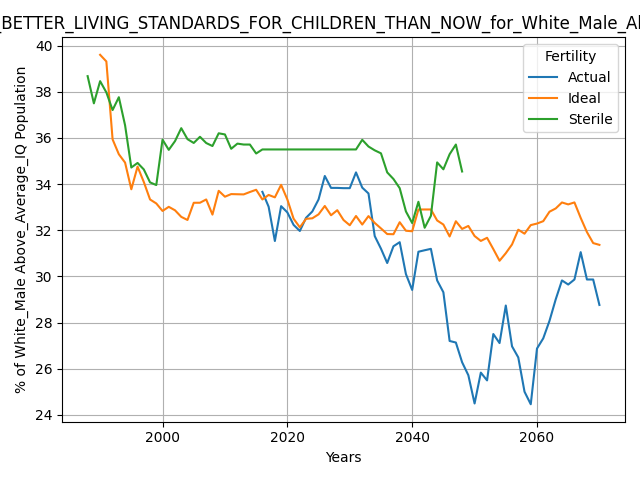 _BETTER_LIVING_STANDARDS_FOR_CHILDREN_THAN_NOW_for_White_Male_A
Fertility
Actual
Ideal
Sterile
% of White_Male Above_Average_IQ Population
40
38
36
34
32
30
28
26
24
2000
2020
2040
2060
Years